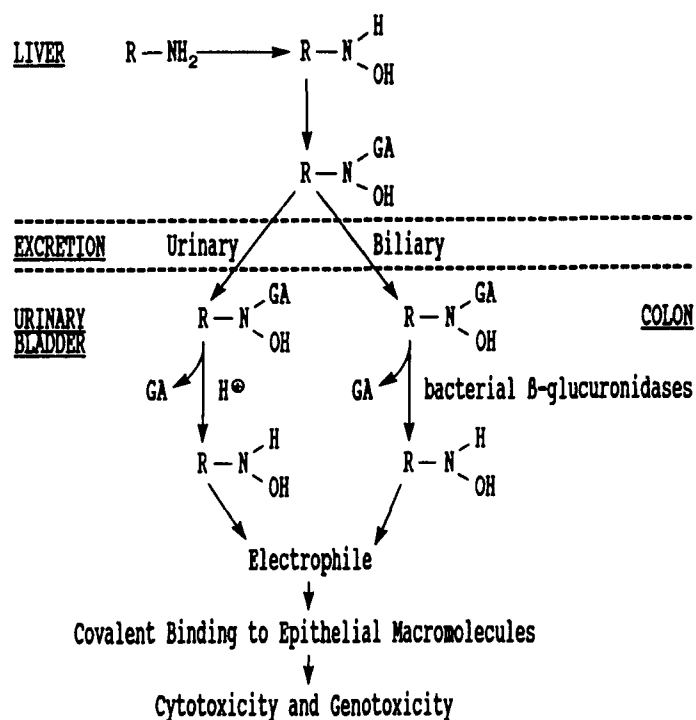 LIVER R — NH₂ R — N H OH
R — N GA OH
EXCRETION Urinary Biliary
URINARY BLADDER R — N GA OH R — N GA OH COLON
GA H⊕ GA bacterial β-glucuronidases
R — N H OH R — N H OH
Electrophile
Covalent Binding to Epithelial Macromolecules
Cytotoxicity and Genotoxicity